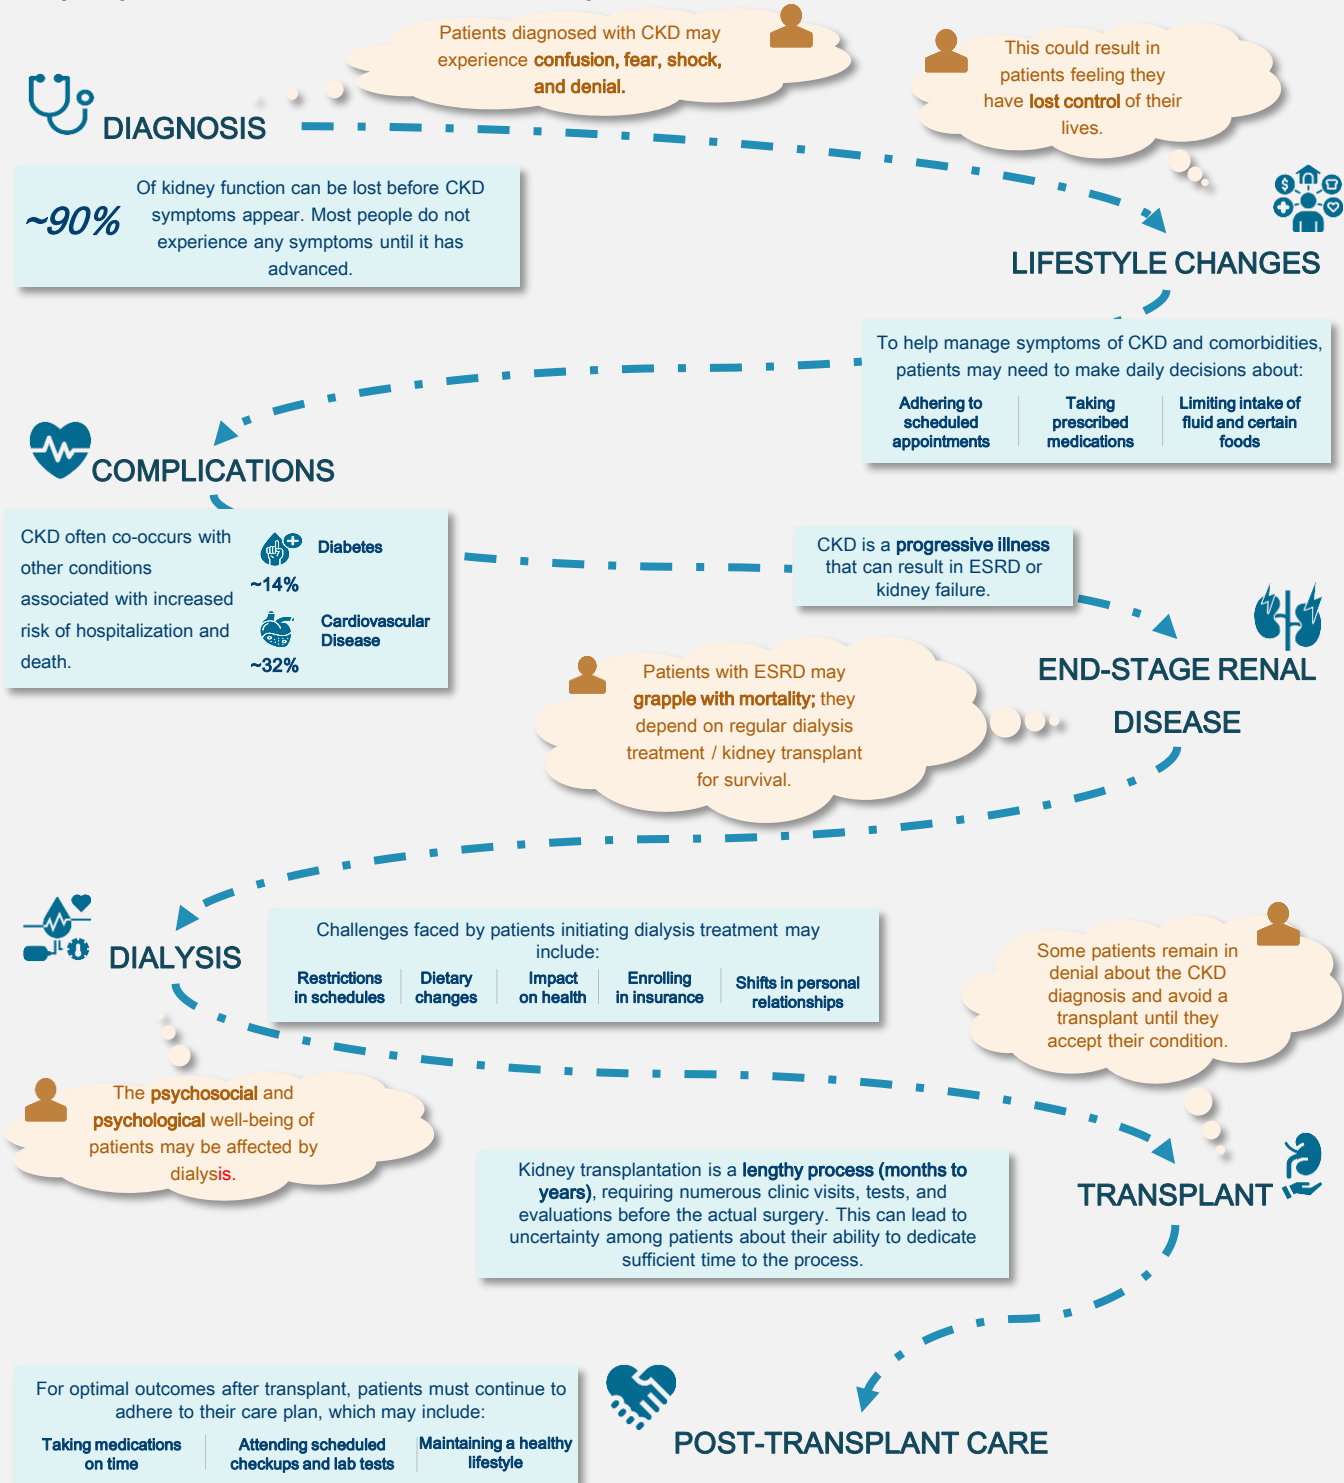 Patients diagnosed with CKD may
experience confusion, fear, shock,
and denial.
This could result in
patients feeling they
have lost control of their
lives.
DIAGNOSIS
~90%
Of kidney function can be lost before CKD
symptoms appear. Most people do not
experience any symptoms until it has
advanced.
LIFESTYLE CHANGES
To help manage symptoms of CKD and comorbidities,
patients may need to make daily decisions about:
Adhering to
scheduled
appointments
Taking
prescribed
medications
Limiting intake of
fluid and certain
foods
COMPLICATIONS
CKD often co-occurs with
other conditions
associated with increased
risk of hospitalization and
death.
Diabetes
~14%
Cardiovascular
Disease
~32%
CKD is a progressive illness
that can result in ESRD or
kidney failure.
END-STAGE RENAL
DISEASE
Patients with ESRD may
grapple with mortality; they
depend on regular dialysis
treatment / kidney transplant
for survival.
DIALYSIS
Challenges faced by patients initiating dialysis treatment may
include:
Restrictions
in schedules
Dietary
changes
Impact
on health
Enrolling
in insurance
Shifts in personal
relationships
Some patients remain in
denial about the CKD
diagnosis and avoid a
transplant until they
accept their condition.
The psychosocial and
psychological well-being of
patients may be affected by
dialysis.
Kidney transplantation is a lengthy process (months to
years), requiring numerous clinic visits, tests, and
evaluations before the actual surgery. This can lead to
uncertainty among patients about their ability to dedicate
sufficient time to the process.
TRANSPLANT
For optimal outcomes after transplant, patients must continue to
adhere to their care plan, which may include:
Taking medications
on time
Attending scheduled
checkups and lab tests
Maintaining a healthy
lifestyle
POST-TRANSPLANT CARE